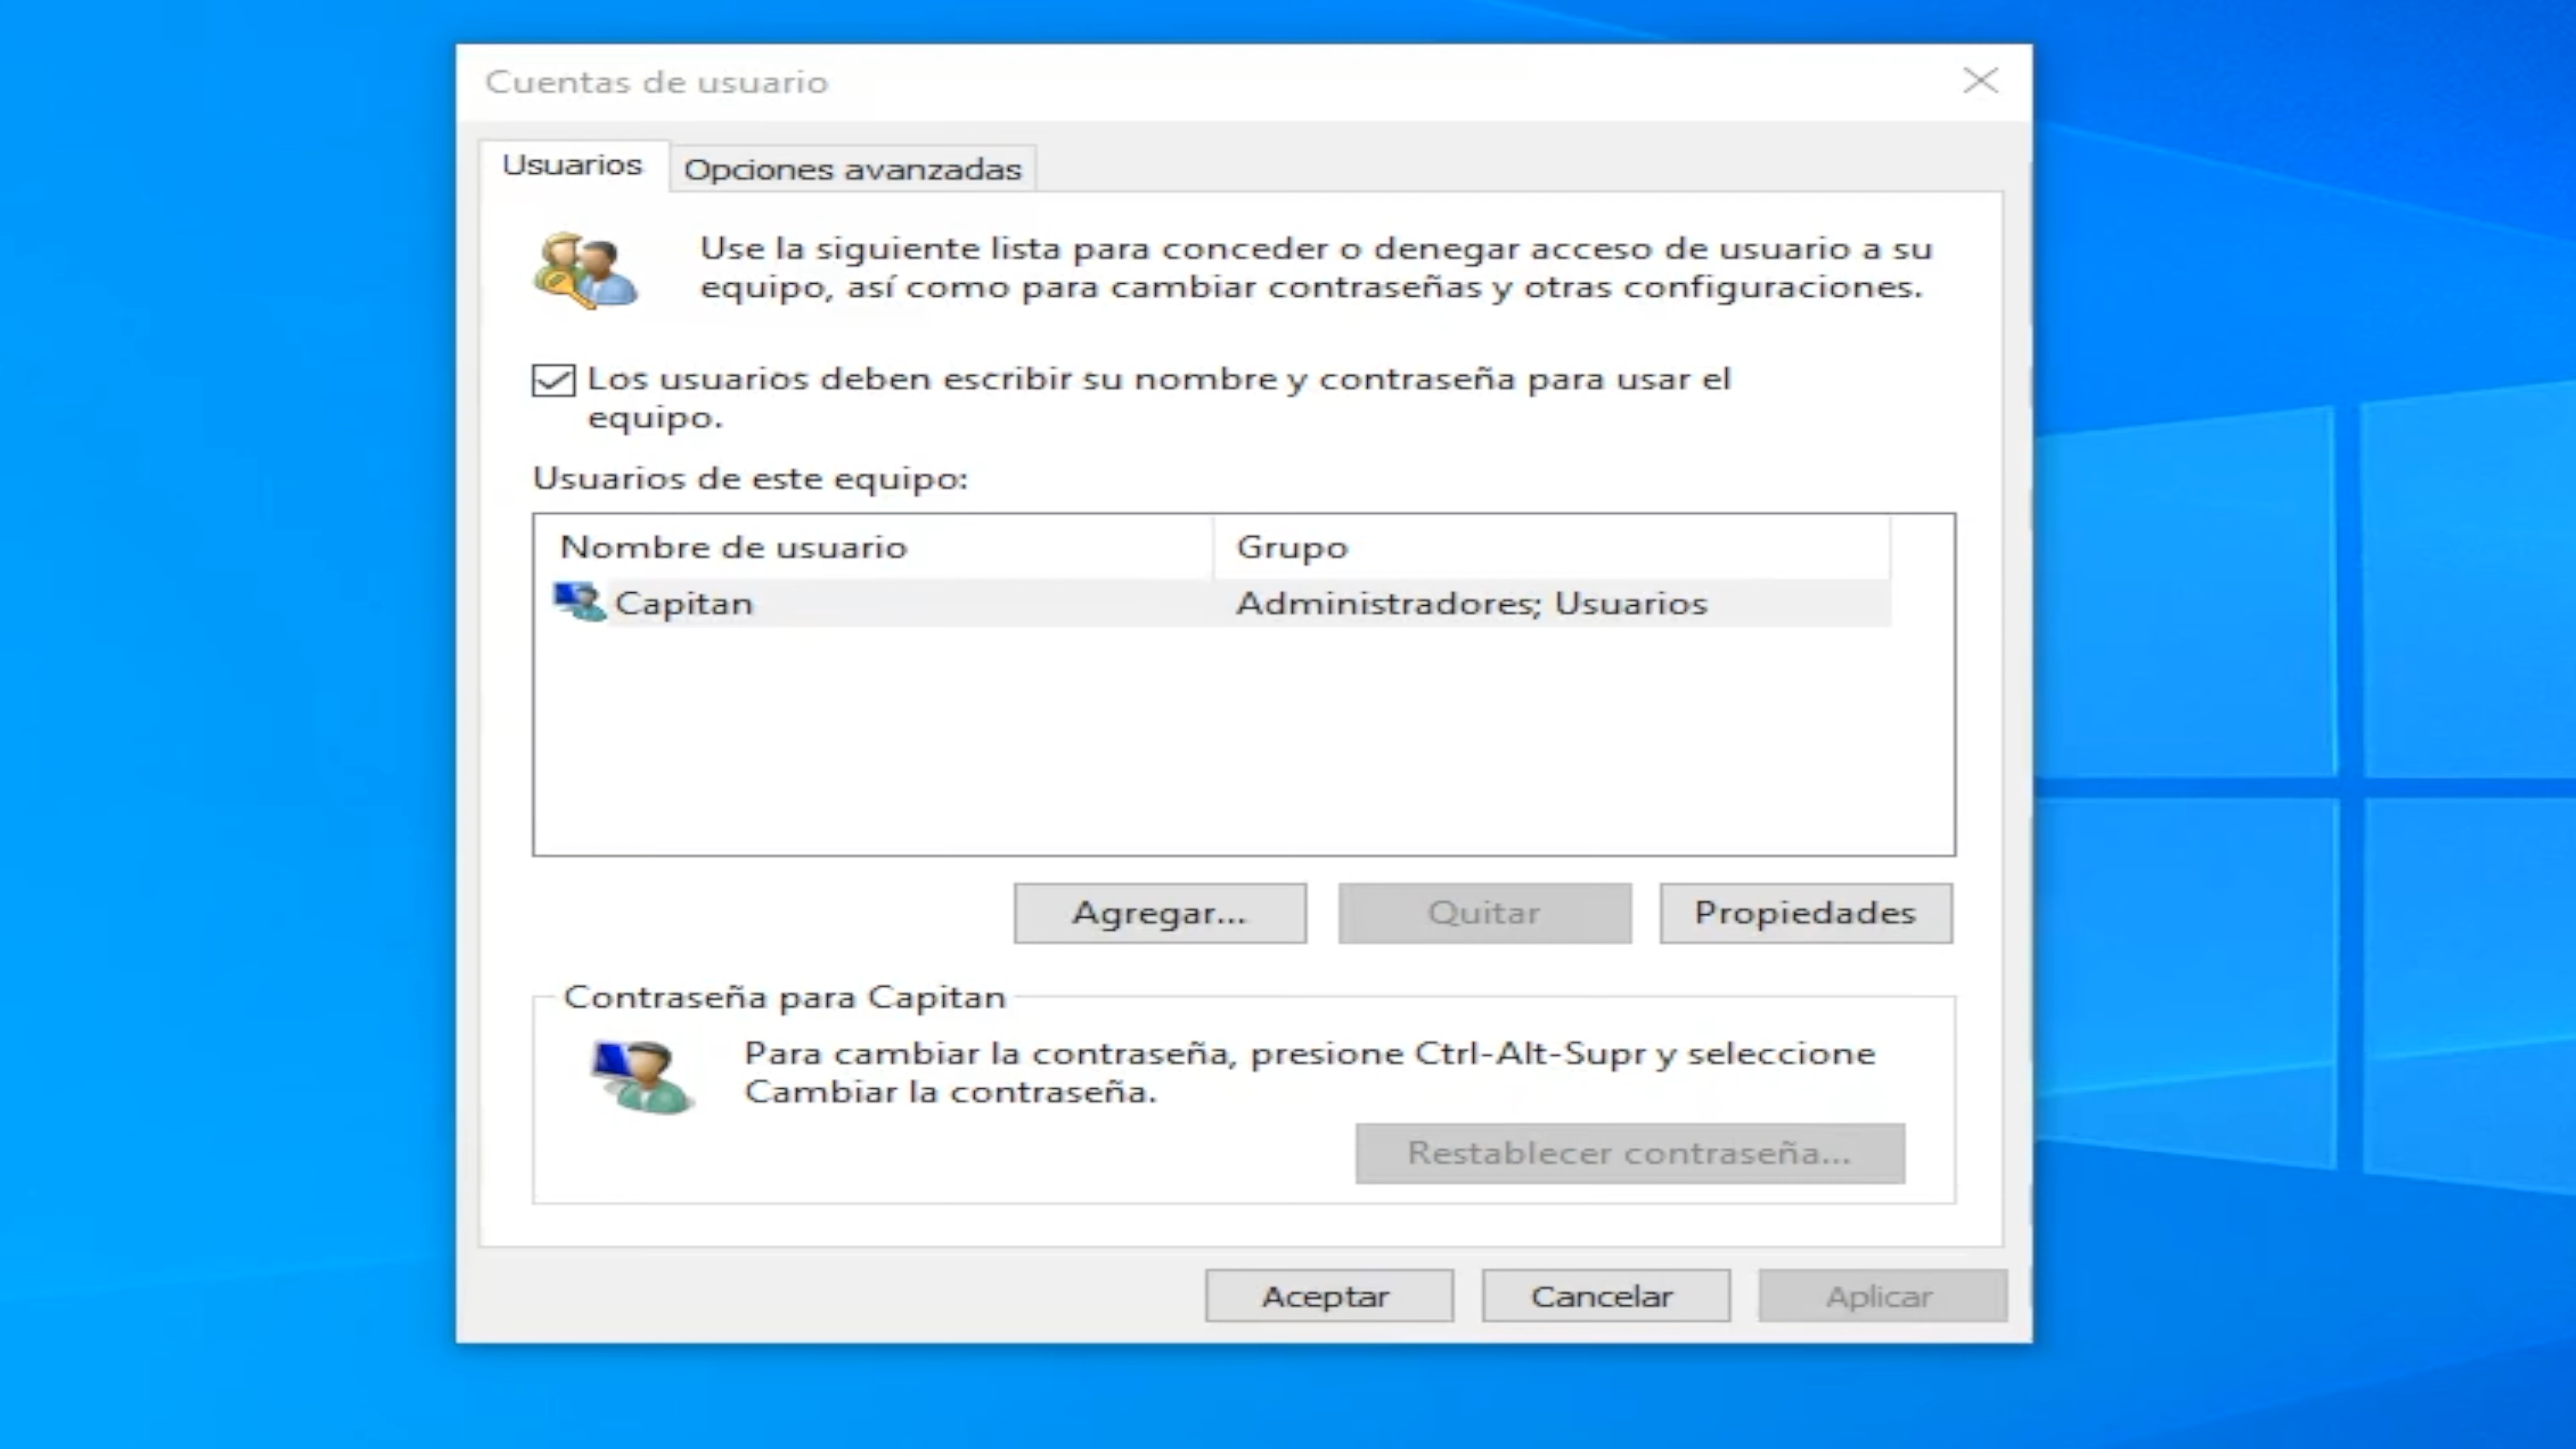 Cuentas de usuario
Usuarios
Opciones avanzadas
Use la siguiente lista para conceder o denegar acceso de usuario a su
equipo, así como para cambiar contraseñas y otras configuraciones.
Los usuarios deben escribir su nombre y contraseña para usar el
equipo.
Usuarios de este equipo:
Nombre de usuario
Grupo
Capitan
Administradores; Usuarios
Agregar...
Quitar
Propiedades
Contraseña para Capitan
Para cambiar la contraseña, presione Ctrl-Alt-Supr y seleccione
Cambiar la contraseña.
Restablecer contraseña...
Aceptar
Cancelar
Aplicar